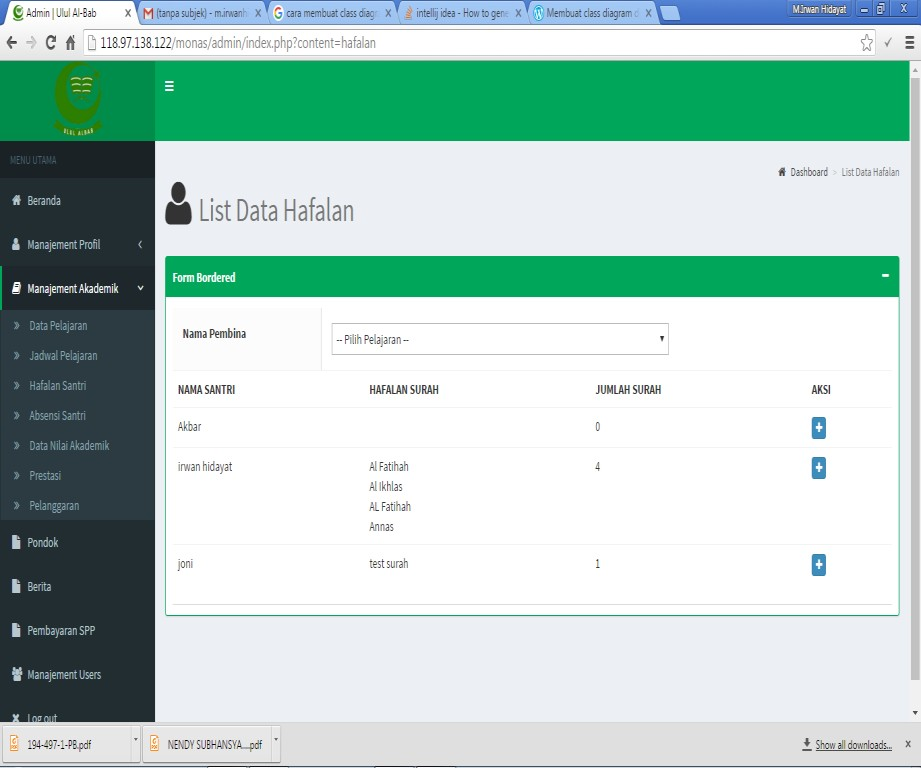 Admin | Ulul Al-Bab
(tanpa subjek) - m.irwanh
cara membuat class diagr
intellij idea - How to gene
Membuat class diagram d
M.Irwan Hidayat
118.97.138.122/monas/admin/index.php?content=hafalan
ULUL ALBAB
MENU UTAMA
Beranda
Manajement Profil
Manajement Akademik
Data Pelajaran
Jadwal Pelajaran
Hafalan Santri
Absensi Santri
Data Nilai Akademik
Prestasi
Pelanggaran
Pondok
Berita
Pembayaran SPP
Manajement Users
Log out
Dashboard > List Data Hafalan
List Data Hafalan
Form Bordered
Nama Pembina
-- Pilih Pelajaran --
NAMA SANTRI HAFALAN SURAH JUMLAH SURAH AKSI
Akbar 0
irwan hidayat Al Fatihah 4
Al Ikhlas
AL Fatihah
Annas
joni test surah 1
194-497-1-PB.pdf
NENDY SUBHANSYA....pdf
Show all downloads...